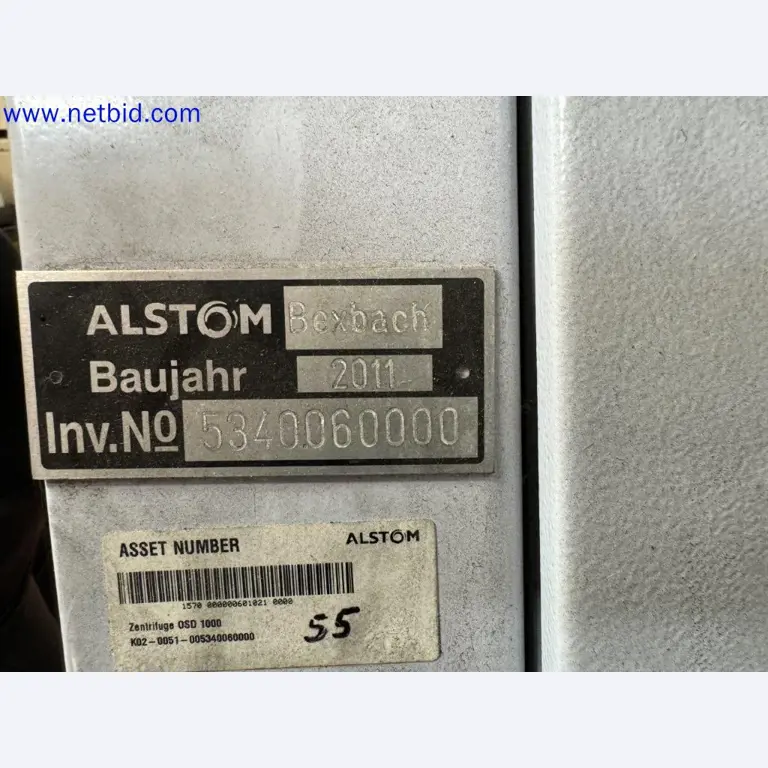 www.netbid.com
ALSTOM Bexbach
Baujahr 2011
Inv.Nº 5340060000
ASSET NUMBER ALSTOM
1570 000000601021 0000
Zentrifuge OSD 1000
K02-0051-005340060000
55